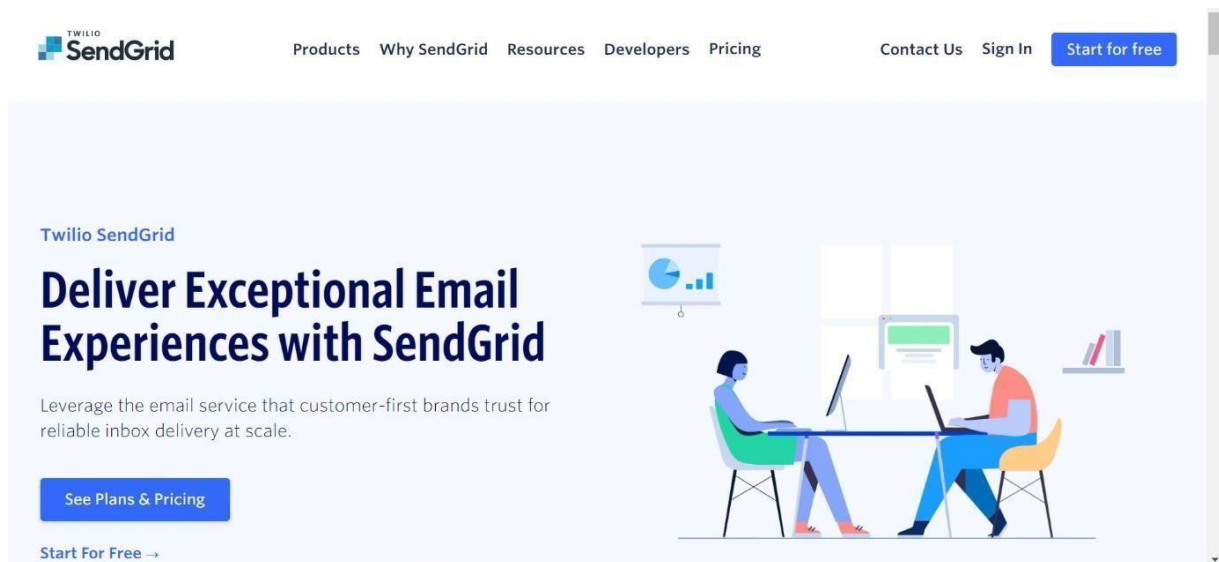 TWILIO
SendGrid
Products Why SendGrid Resources Developers Pricing Contact Us Sign In Start for free
Twilio SendGrid
Deliver Exceptional Email
Experiences with SendGrid
Leverage the email service that customer-first brands trust for
reliable inbox delivery at scale.
See Plans & Pricing
Start For Free →